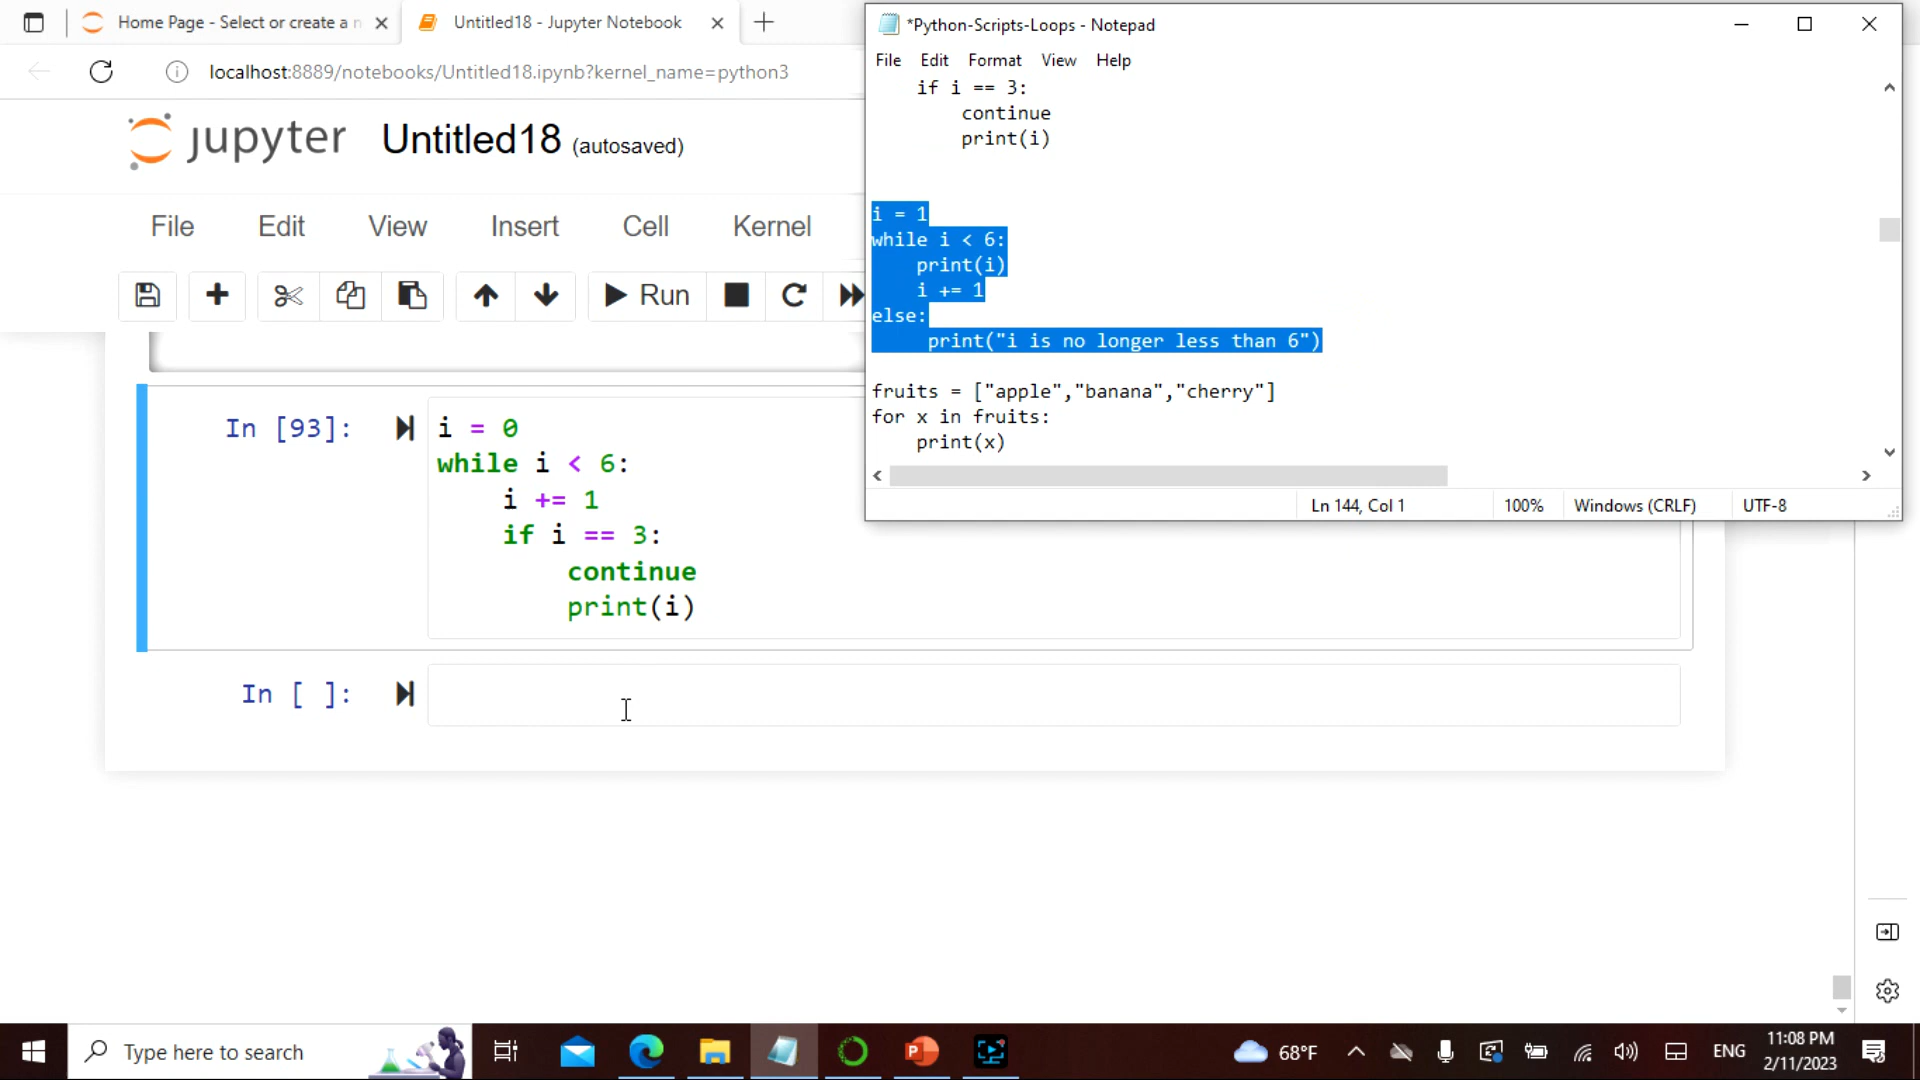 Home Page - Select or create a n
Untitled18 - Jupyter Notebook
localhost:8889/notebooks/Untitled18.ipynb?kernel_name=python3
jupyter Untitled18 (autosaved)
File Edit View Insert Cell Kernel
Run
In [93]:
i = 0
while i < 6:
    i += 1
    if i == 3:
        continue
        print(i)
In [ ]:
*Python-Scripts-Loops - Notepad
File Edit Format View Help
    if i == 3:
        continue
        print(i)
i = 1
while i < 6:
    print(i)
    i += 1
else:
     print("i is no longer less than 6")
fruits = ["apple","banana","cherry"]
for x in fruits:
    print(x)
Ln 144, Col 1 100% Windows (CRLF) UTF-8
Type here to search
68°F
ENG
11:08 PM
2/11/2023